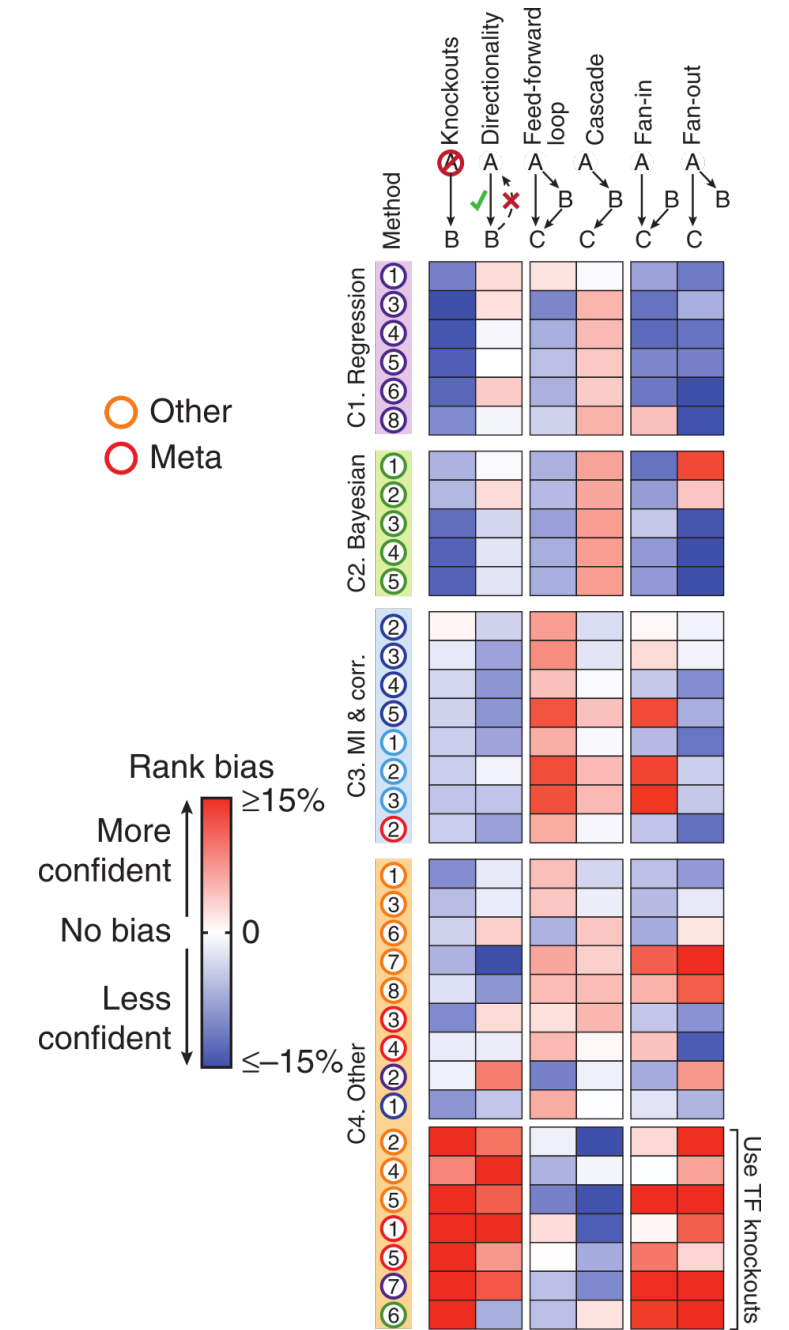 Knockouts
Directionality
Feed-forward
loop
Cascade
Fan-in
Fan-out
Method
A
B
A
B
A
B
C
A
B
C
A
B
C
A
B
C
C1. Regression
1
3
4
5
6
8
Other
Meta
C2. Bayesian
1
2
3
4
5
C3. MI & corr.
2
3
4
5
1
2
3
2
Rank bias
≥15%
More
confident
No bias
0
Less
confident
≤–15%
C4. Other
1
3
6
7
8
3
4
2
1
2
4
5
1
5
7
6
Use TF knockouts